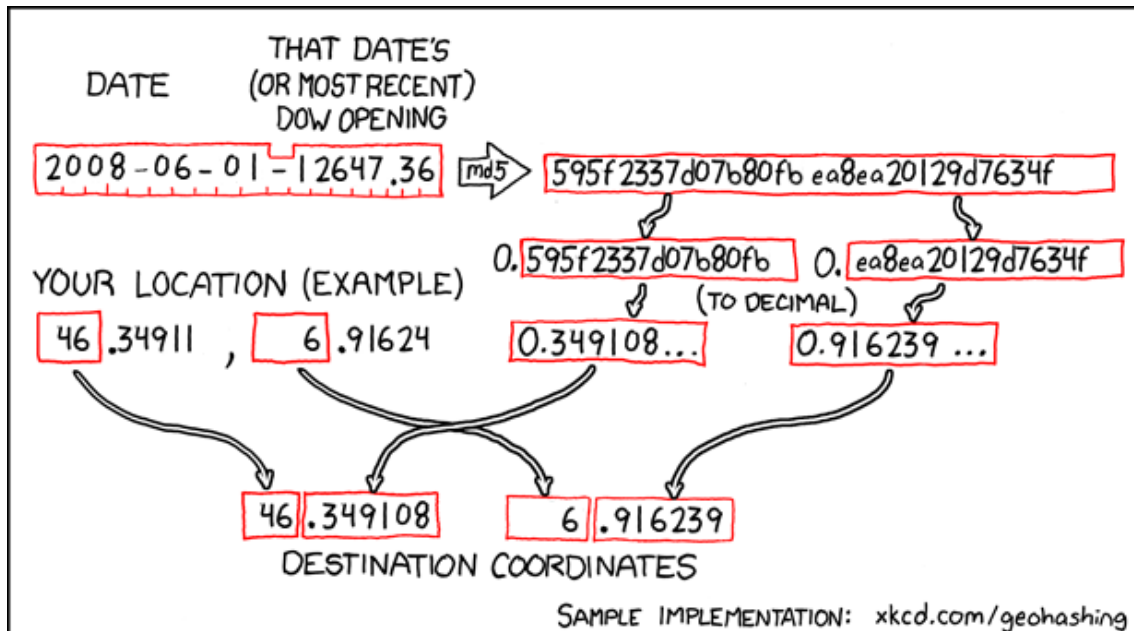 DATE
THAT DATE'S
(OR MOST RECENT)
DOW OPENING
2008-06-01-12647.36
md5
595f2337d07b80fb ea8ea20129d7634f
0.595f2337d07b80fb
0.ea8ea20129d7634f
(TO DECIMAL)
YOUR LOCATION (EXAMPLE)
46.34911, 6.91624
0.349108...
0.916239...
46.349108
6.916239
DESTINATION COORDINATES
SAMPLE IMPLEMENTATION: xkcd.com/geohashing